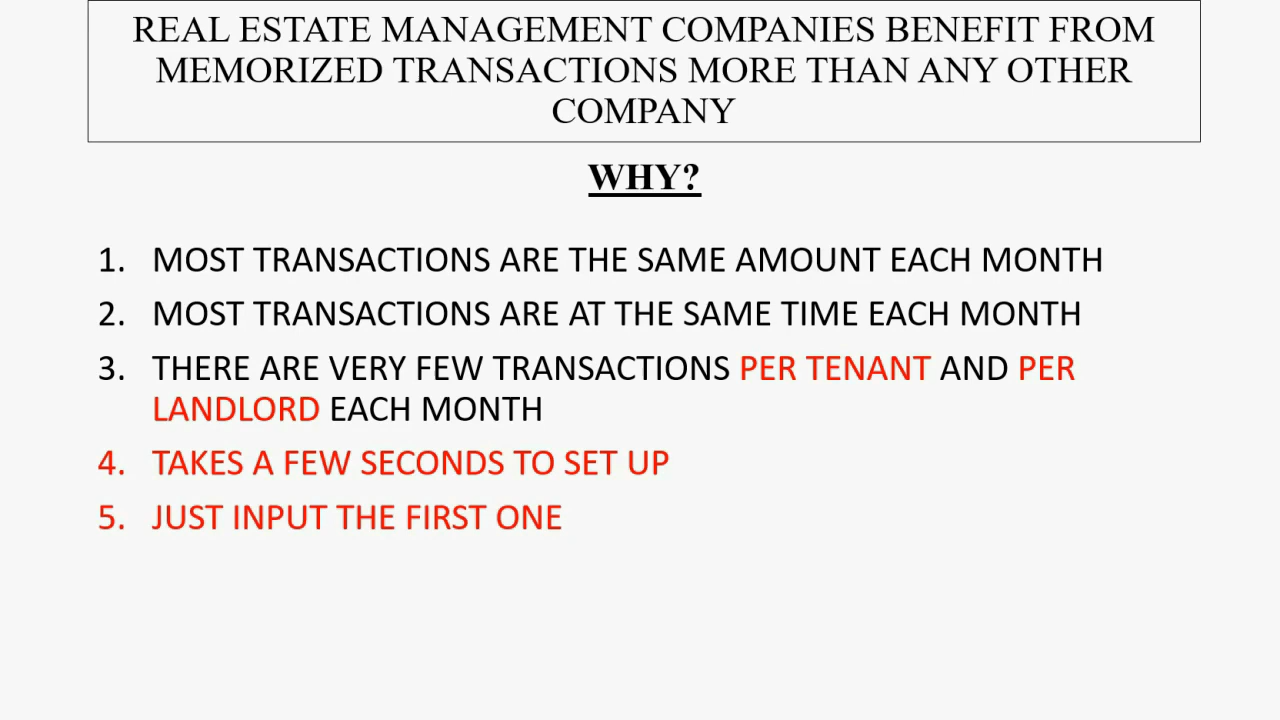 REAL ESTATE MANAGEMENT COMPANIES BENEFIT FROM
MEMORIZED TRANSACTIONS MORE THAN ANY OTHER
COMPANY
WHY?
1. MOST TRANSACTIONS ARE THE SAME AMOUNT EACH MONTH
2. MOST TRANSACTIONS ARE AT THE SAME TIME EACH MONTH
3. THERE ARE VERY FEW TRANSACTIONS PER TENANT AND PER
LANDLORD EACH MONTH
4. TAKES A FEW SECONDS TO SET UP
5. JUST INPUT THE FIRST ONE